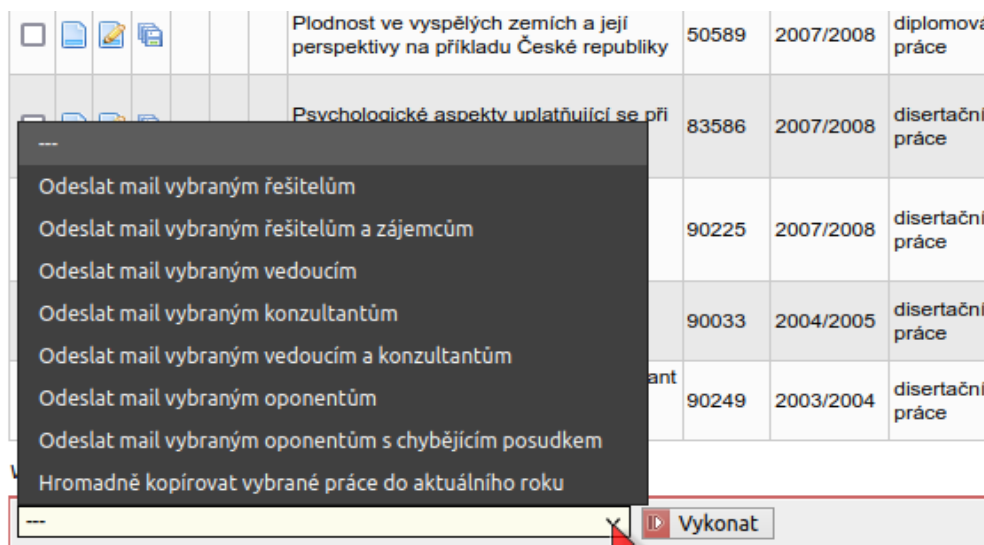 Plodnost ve vyspělých zemích a její
perspektivy na příkladu České republiky
50589
2007/2008
diplomová
práce
Psychologické aspekty uplatňující se při
83586
2007/2008
disertační
práce
90225
2007/2008
disertační
práce
90033
2004/2005
disertační
práce
ant
90249
2003/2004
disertační
práce
---
Odeslat mail vybraným řešitelům
Odeslat mail vybraným řešitelům a zájemcům
Odeslat mail vybraným vedoucím
Odeslat mail vybraným konzultantům
Odeslat mail vybraným vedoucím a konzultantům
Odeslat mail vybraným oponentům
Odeslat mail vybraným oponentům s chybějícím posudkem
Hromadně kopírovat vybrané práce do aktuálního roku
---
Vykonat